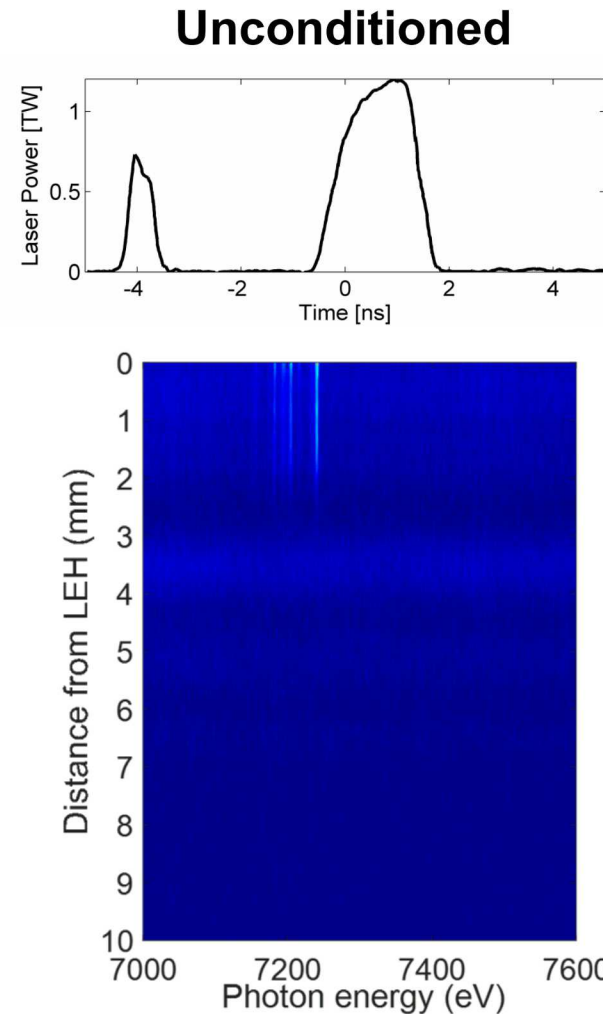 Unconditioned
Laser Power [TW]
1
0.5
0
-4 -2 0 2 4
Time [ns]
Distance from LEH (mm)
0
1
2
3
4
5
6
7
8
9
10
7000 7200 7400 7600
Photon energy (eV)